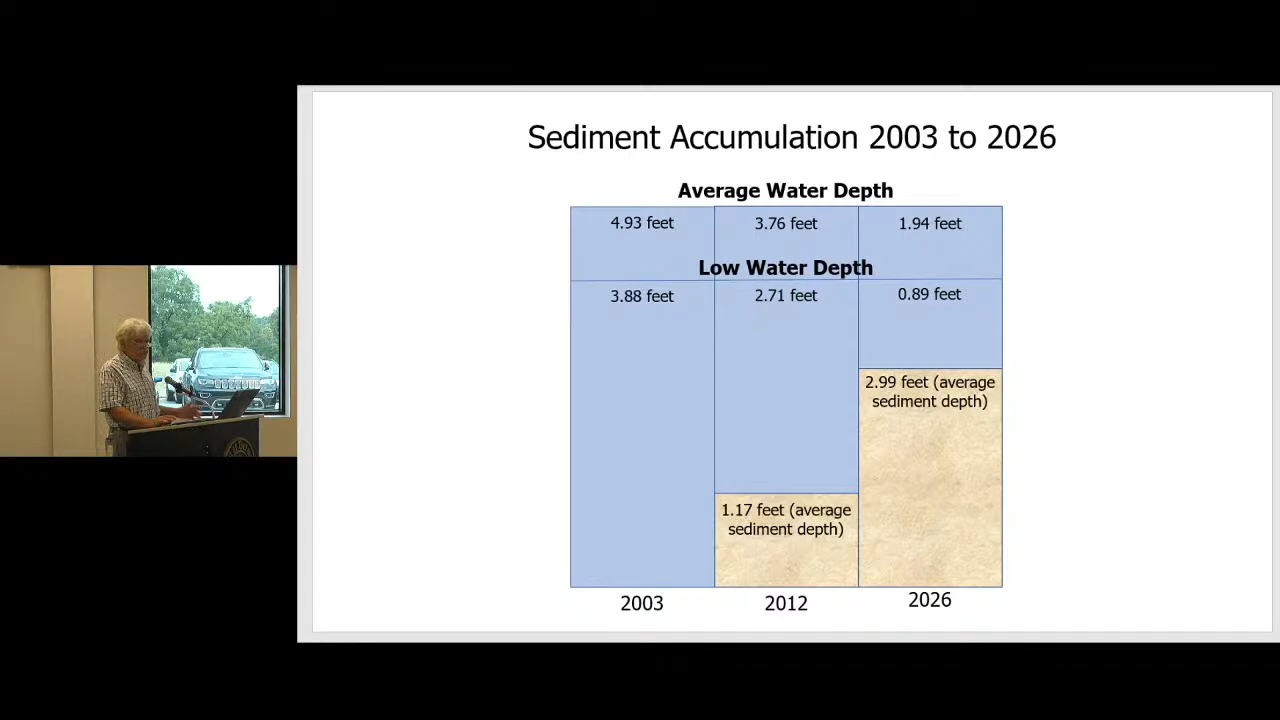 Sediment Accumulation 2003 to 2026
Average Water Depth
4.93 feet
3.76 feet
1.94 feet
Low Water Depth
3.88 feet
2.71 feet
0.89 feet
2.99 feet (average
sediment depth)
1.17 feet (average
sediment depth)
2003
2012
2026